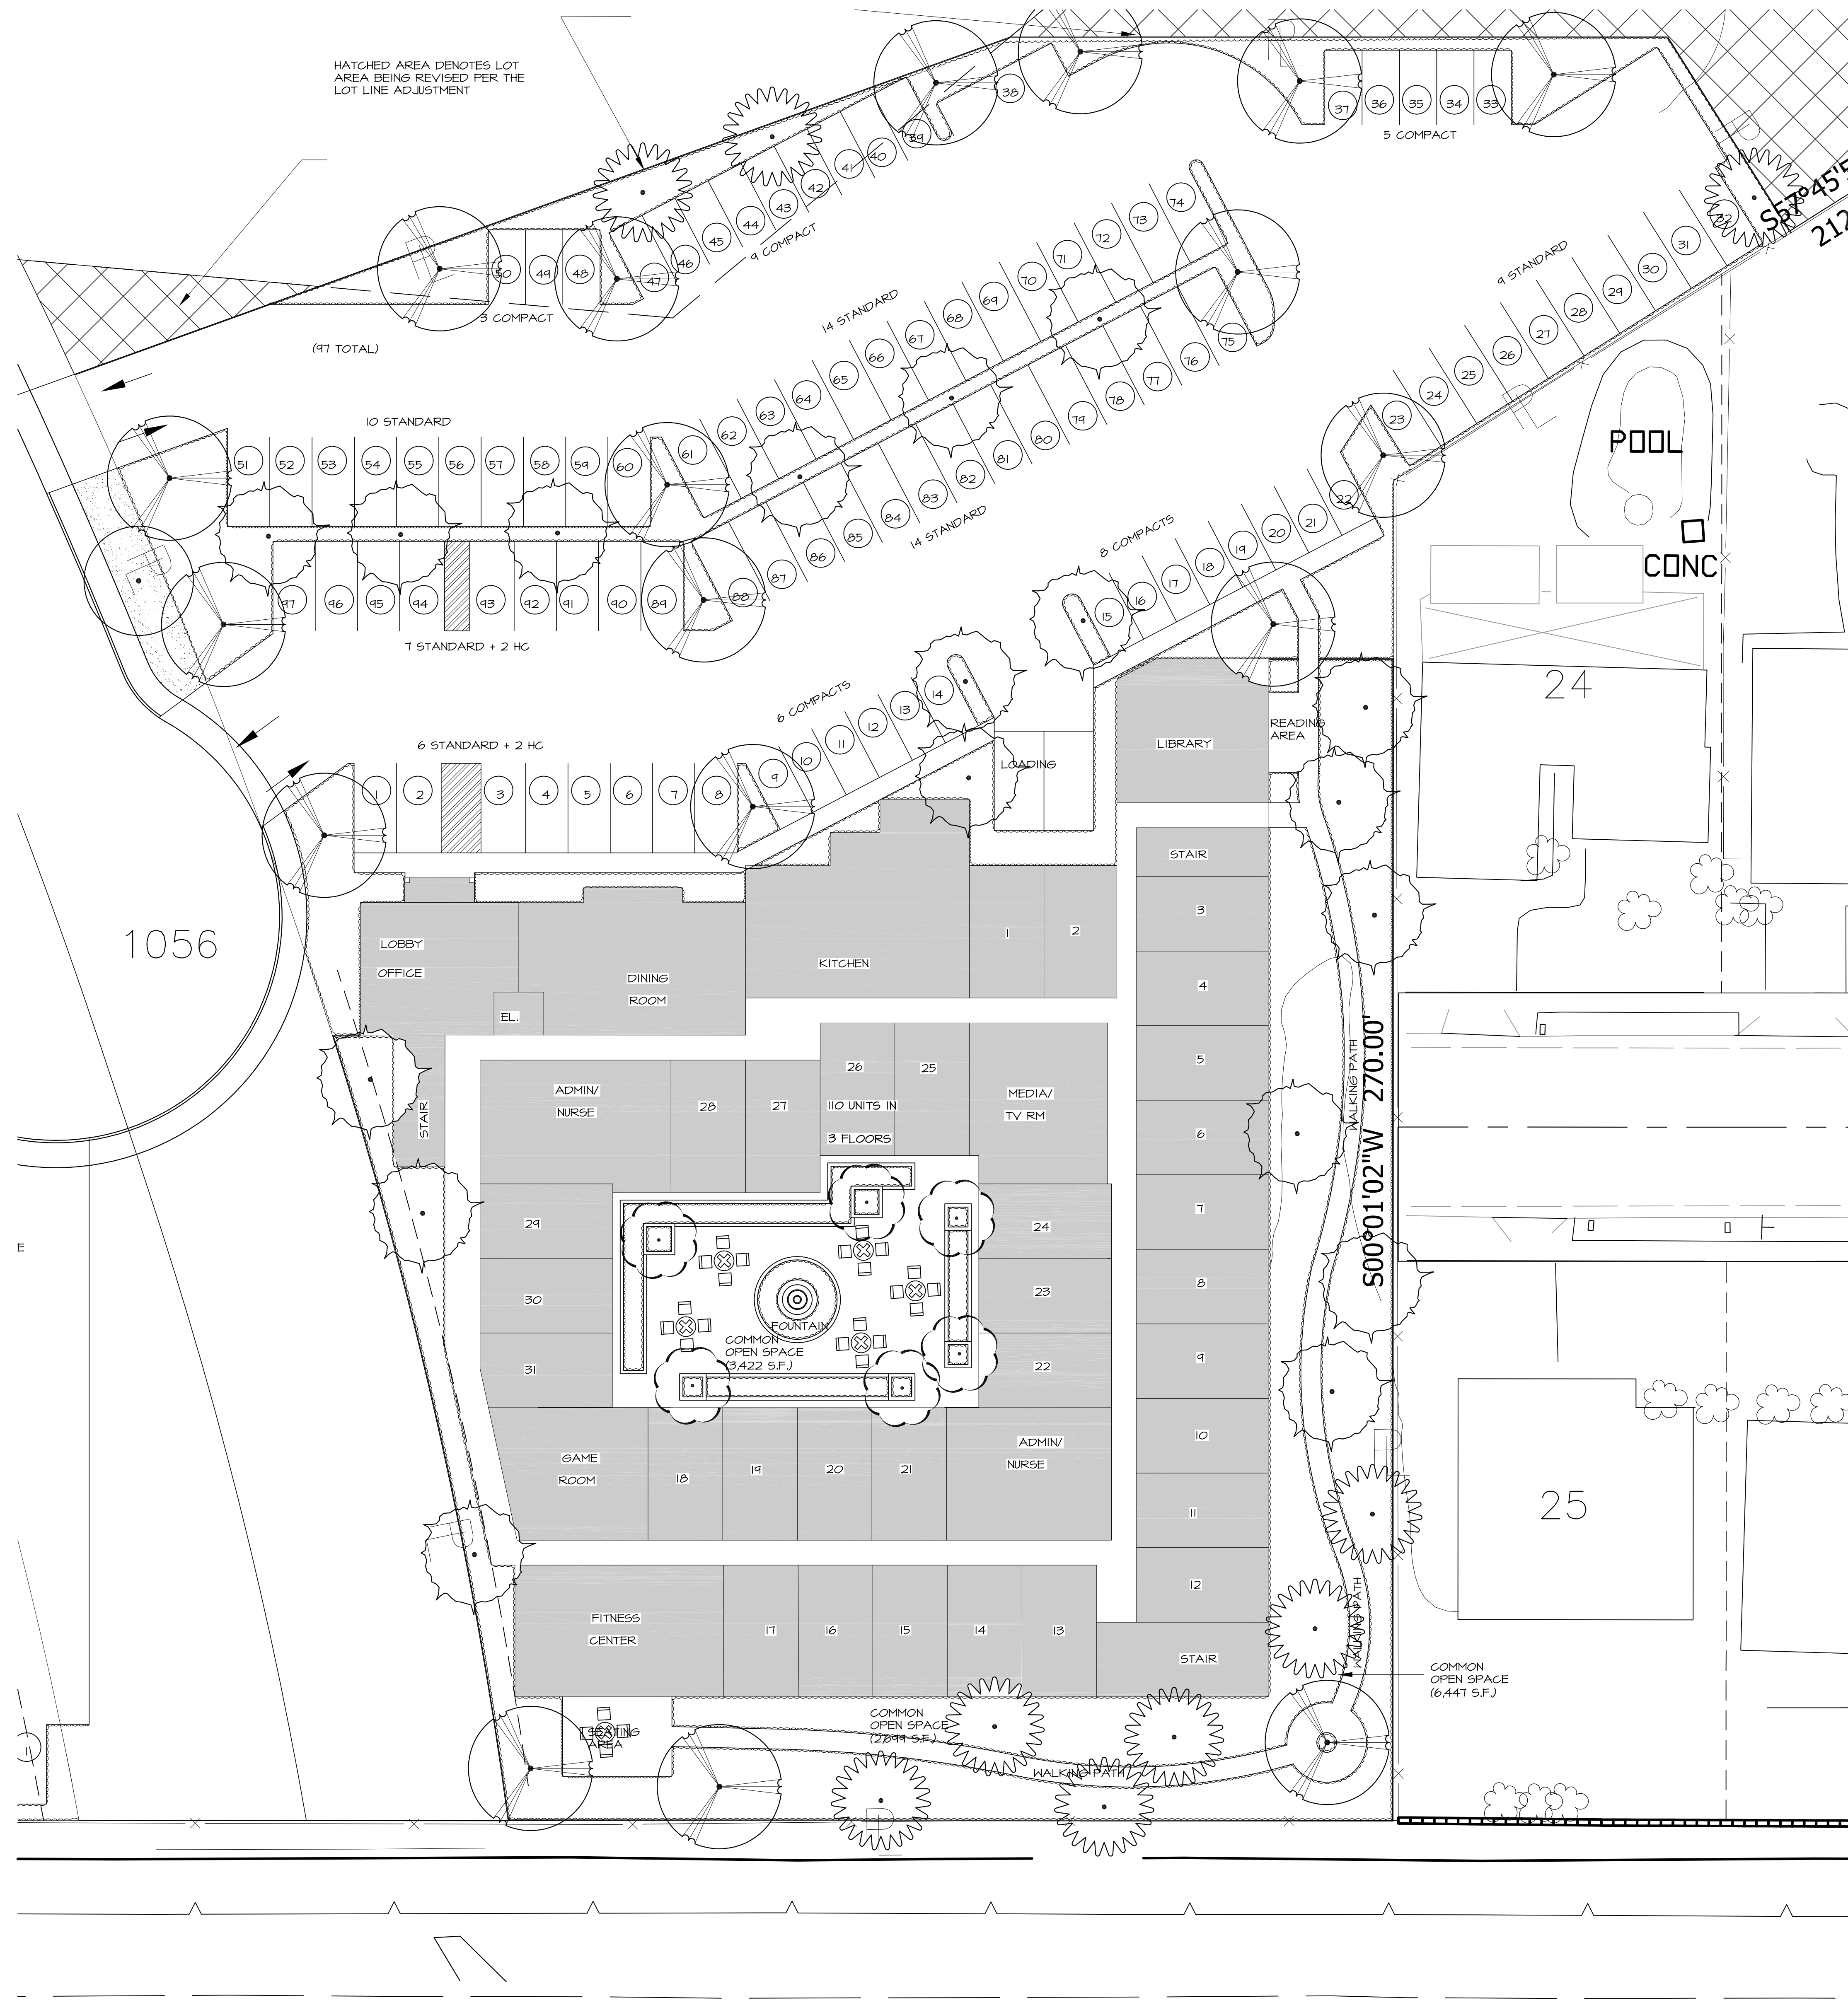 HATCHED AREA DENOTES LOT
AREA BEING REVISED PER THE
LOT LINE ADJUSTMENT
38
37
36
35
34
33
5 COMPACT
39
40
41
42
43
44
45
46
47
9 COMPACT
50
49
48
3 COMPACT
(97 TOTAL)
32
31
30
29
28
27
26
25
24
23
9 STANDARD
S57°45'5
212
74
73
72
71
70
69
68
67
66
65
64
63
62
61
14 STANDARD
75
76
77
78
79
80
81
82
83
84
85
86
87
88
14 STANDARD
10 STANDARD
51
52
53
54
55
56
57
58
59
60
97
96
95
94
93
92
91
90
89
7 STANDARD + 2 HC
22
21
20
19
18
17
16
15
8 COMPACTS
14
13
12
11
10
9
6 COMPACTS
6 STANDARD + 2 HC
1
2
3
4
5
6
7
8
POOL
CONC
24
LOADING
LIBRARY
READING
AREA
1056
LOBBY
OFFICE
EL.
DINING
ROOM
KITCHEN
1
2
STAIR
3
4
5
6
7
8
9
10
11
12
STAIR
STAIR
ADMIN/
NURSE
28
27
26
25
110 UNITS IN
3 FLOORS
MEDIA/
TV RM
29
30
31
24
23
22
FOUNTAIN
COMMON
OPEN SPACE
(3,422 S.F.)
GAME
ROOM
18
19
20
21
ADMIN/
NURSE
FITNESS
CENTER
17
16
15
14
13
WALKING PATH
S00°01'02"W 270.00'
WALKING PATH
25
E
COMMON
OPEN SPACE
(6,447 S.F.)
SEATING
AREA
COMMON
OPEN SPACE
(2,699 S.F.)
WALKING PATH